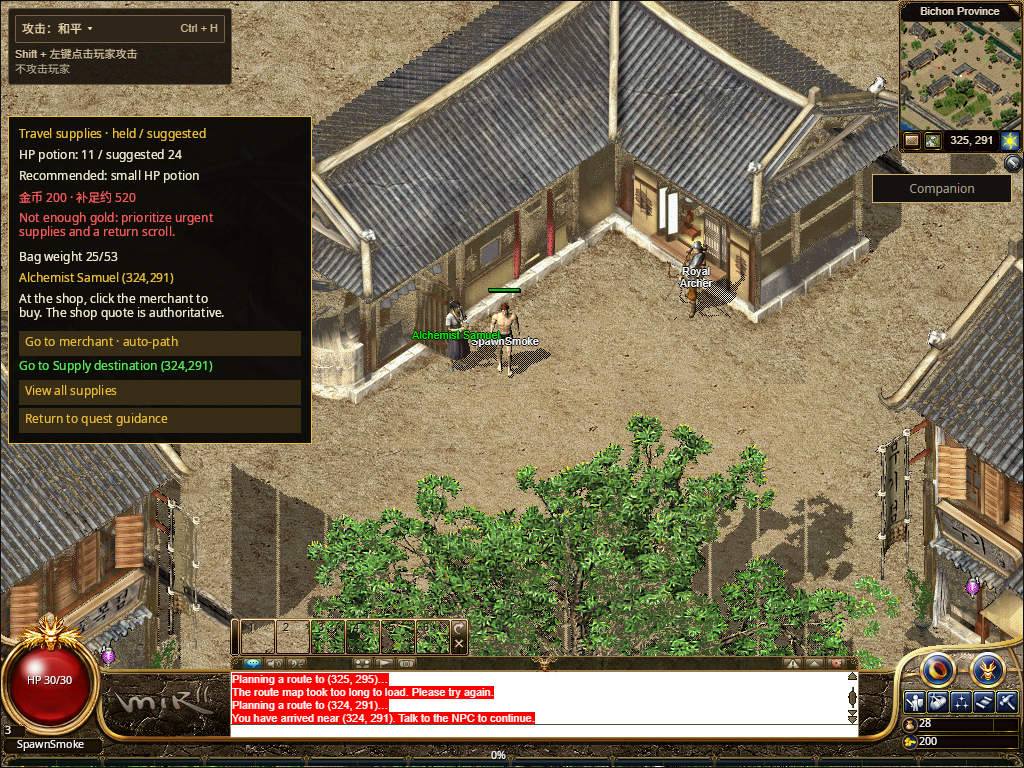 攻击：和平
Ctrl + H
Shift + 左键点击玩家攻击
不攻击玩家
Bichon Province
325, 291
Companion
Travel supplies · held / suggested
HP potion: 11 / suggested 24
Recommended: small HP potion
金币 200 · 补足约 520
Not enough gold: prioritize urgent
supplies and a return scroll.
Bag weight 25/53
Alchemist Samuel (324,291)
At the shop, click the merchant to
buy. The shop quote is authoritative.
Go to merchant · auto-path
Go to Supply destination (324,291)
View all supplies
Return to quest guidance
Royal
Archer
Alchemist Samuel
SpawnSmoke
1
2
HP 30/30
Planning a route to (325, 295)...
The route map took too long to load. Please try again.
Planning a route to (324, 291)...
You have arrived near (324, 291). Talk to the NPC to continue.
3
SpawnSmoke
28
200
0%